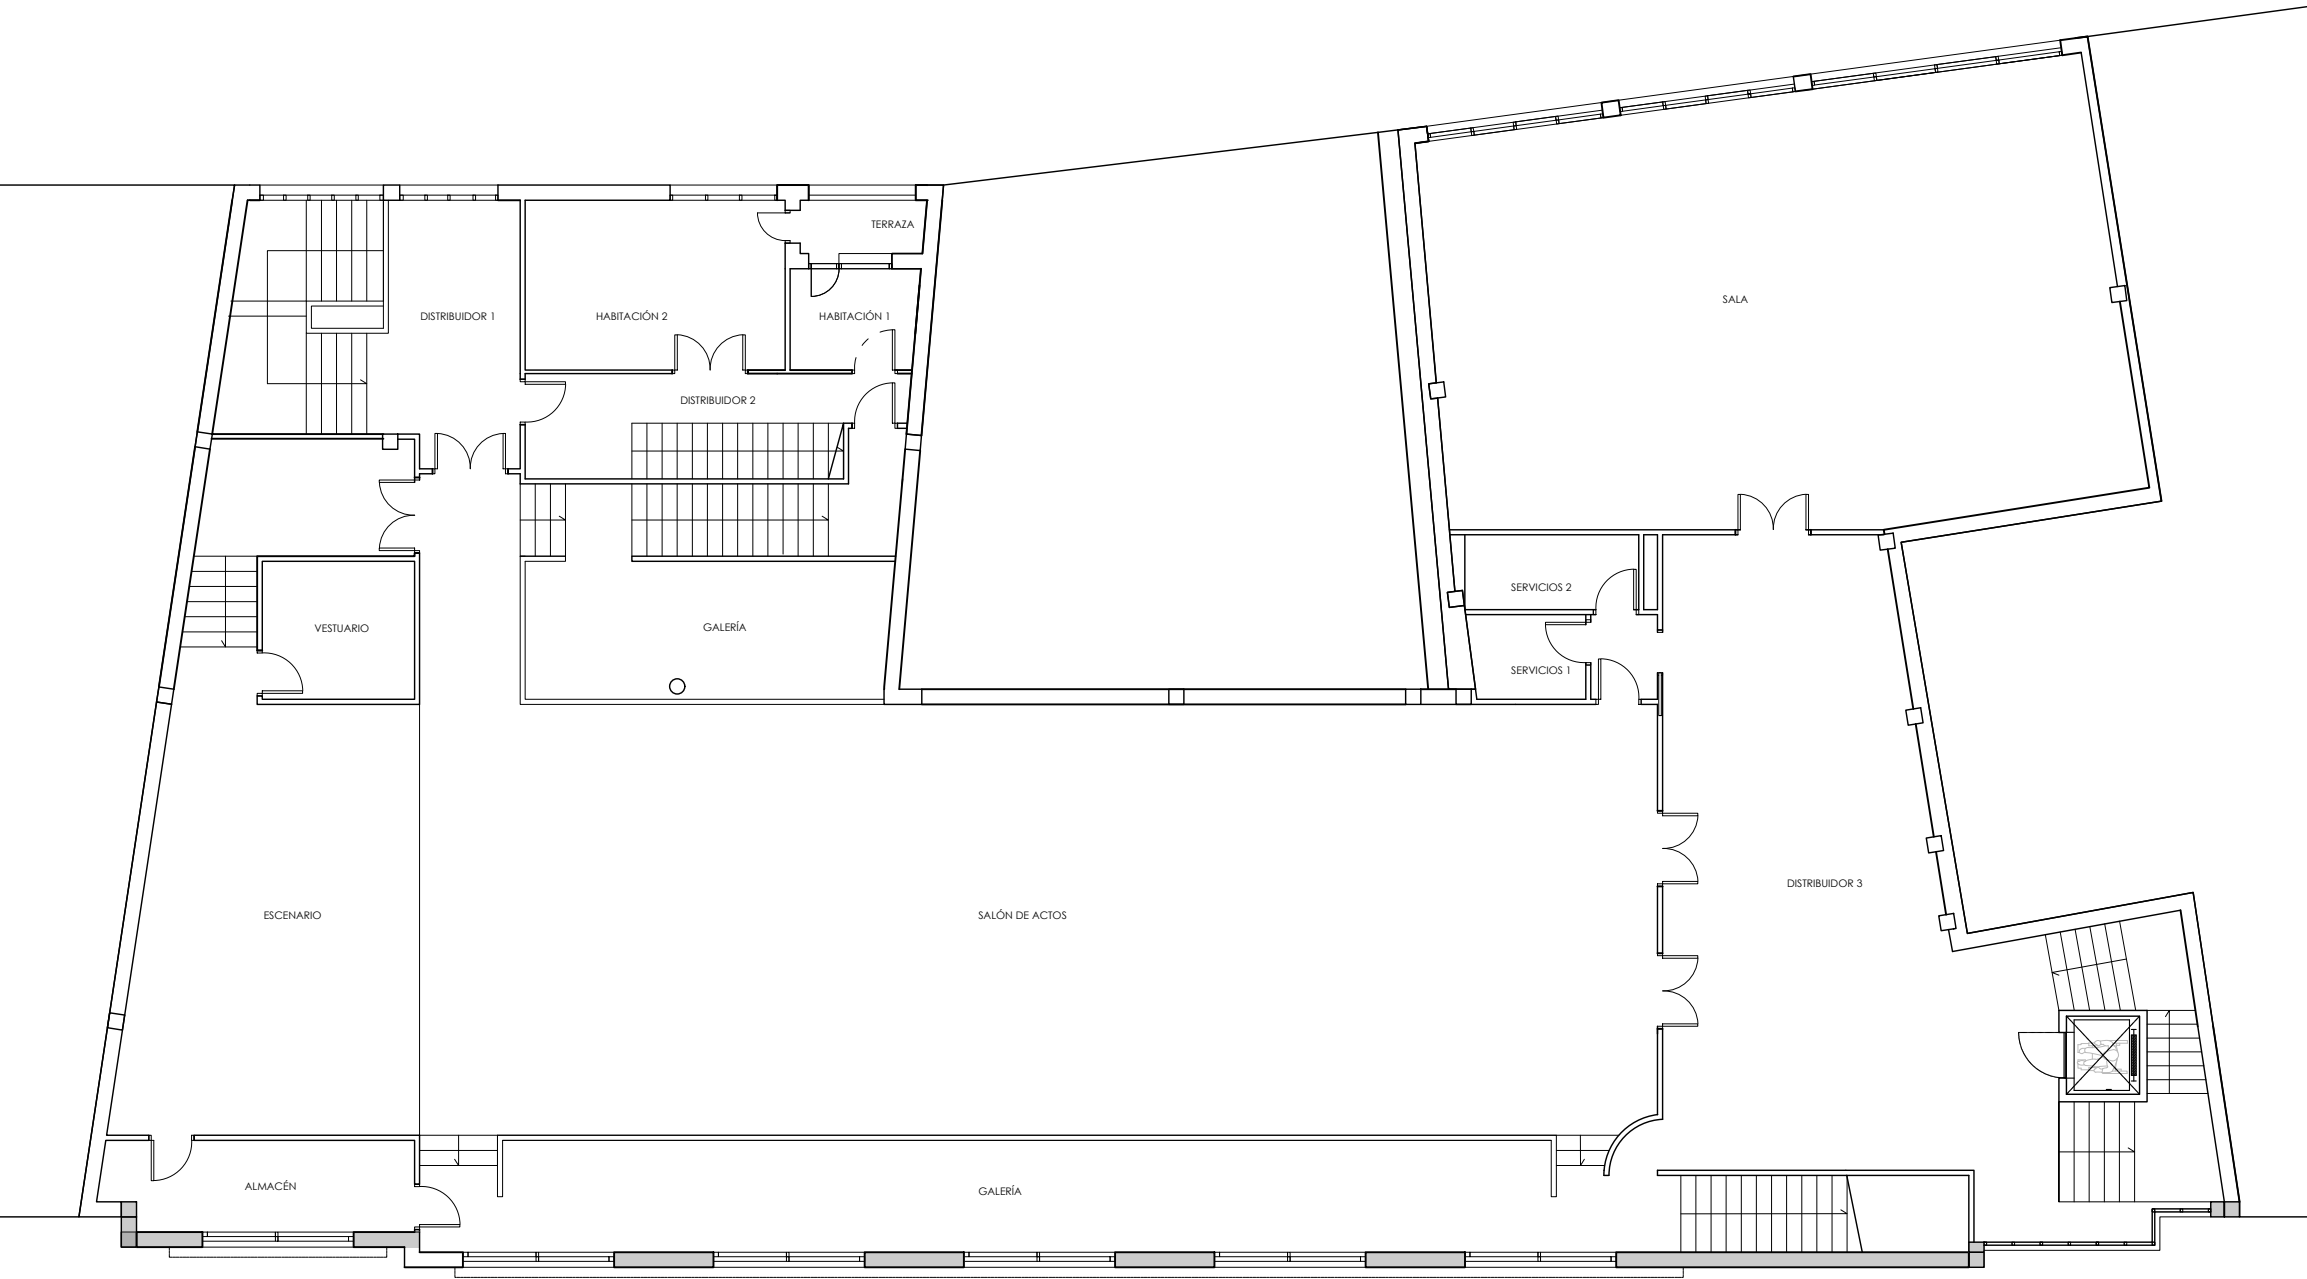 TERRAZA
SALA
DISTRIBUIDOR 1
HABITACIÓN 2
HABITACIÓN 1
DISTRIBUIDOR 2
SERVICIOS 2
VESTUARIO
GALERÍA
SERVICIOS 1
DISTRIBUIDOR 3
ESCENARIO
SALÓN DE ACTOS
ALMACÉN
GALERÍA